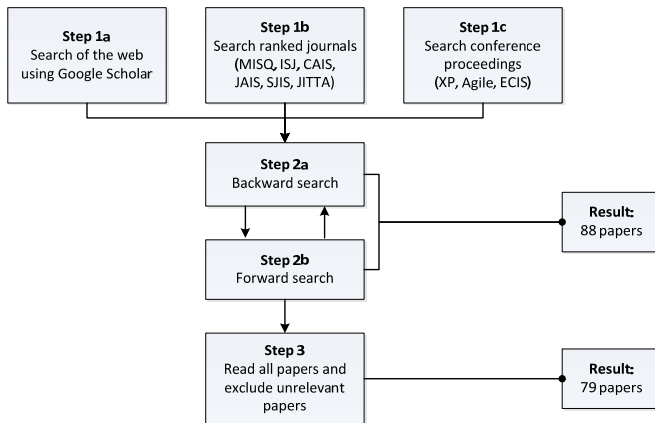 Step 1a
Search of the web
using Google Scholar
Step 1b
Search ranked journals
(MISQ, ISJ, CAIS,
JAIS, SJIS, JITTA)
Step 1c
Search conference
proceedings
(XP, Agile, ECIS)
Step 2a
Backward search
Result:
88 papers
Step 2b
Forward search
Step 3
Read all papers and
exclude unrelevant
papers
Result:
79 papers